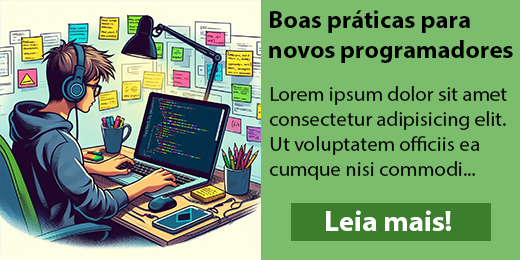 Boas práticas para
novos programadores
Lorem ipsum dolor sit amet
consectetur adipisicing elit.
Ut voluptatem officiis ea
cumque nisi commodi...
Leia mais!